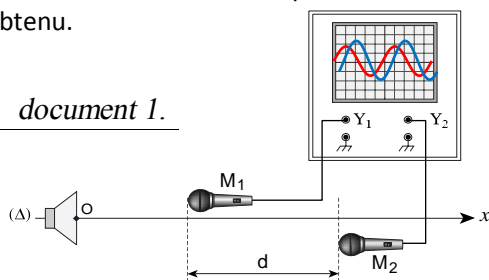 btenu.
document 1.
Y₁ Y₂
M₁
(Δ) O x
M₂
d